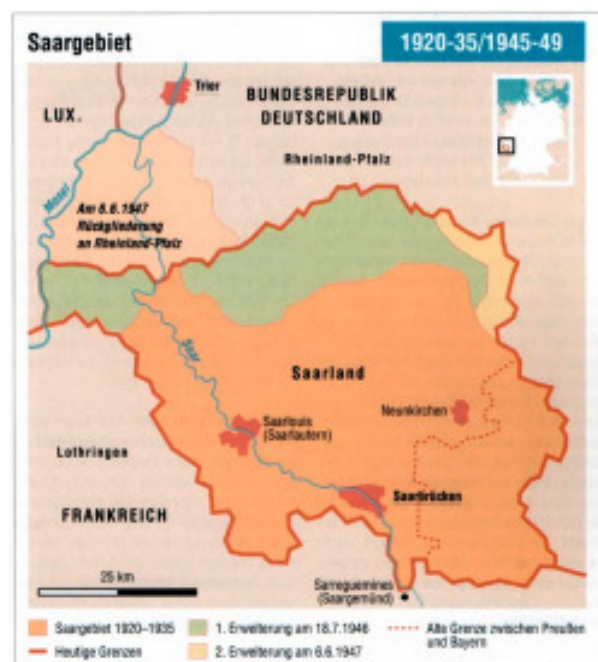 Saargebiet
1920-35/1945-49
Trier
LUX.
BUNDESREPUBLIK
DEUTSCHLAND
Rheinland-Pfalz
Mosel
Am 6.6.1947
Rückgliederung
an Rheinland-Pfalz
Saar
Saarland
Neunkirchen
Saarlouis
(Saarlautern)
Lothringen
Saarbrücken
FRANKREICH
25 km
Sarreguemines
(Saargemünd)
Saargebiet 1920–1935
1. Erweiterung am 18.7.1946
Alte Grenze zwischen Preußen
und Bayern
Heutige Grenzen
2. Erweiterung am 6.6.1947